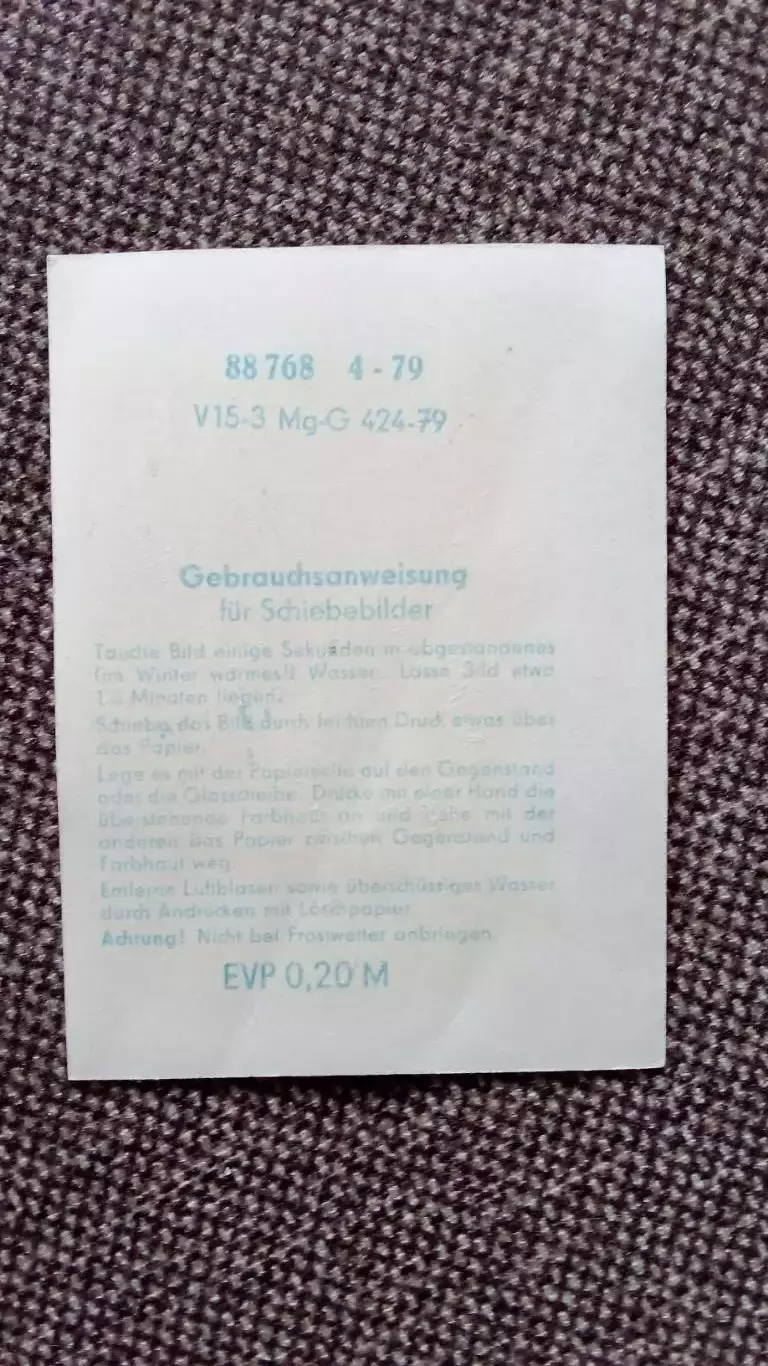 88 768 4 - 79
V15-3 Mg-G 424-79
Gebrauchsanweisung
für Schiebebilder
Tauche Bild einige Sekunden in abgestandenes
(im Winter warmes!) Wasser. Lasse Bild etwa
Minuten liegen.
Schiebe das Bild durch leichten Druck etwas über
das Papier.
Lege es mit der Papierseite auf den Gegenstand
oder die Glasscheibe. Drücke mit einer Hand die
überstehende Farbhaut an und ziehe mit der
anderen das Papier zwischen Gegenstand und
Farbhaut weg.
Entferne Luftblasen sowie überschüssiges Wasser
durch Andrücken mit Löschpapier.
Achtung! Nicht bei Frostwetter anbringen.
EVP 0,20 M